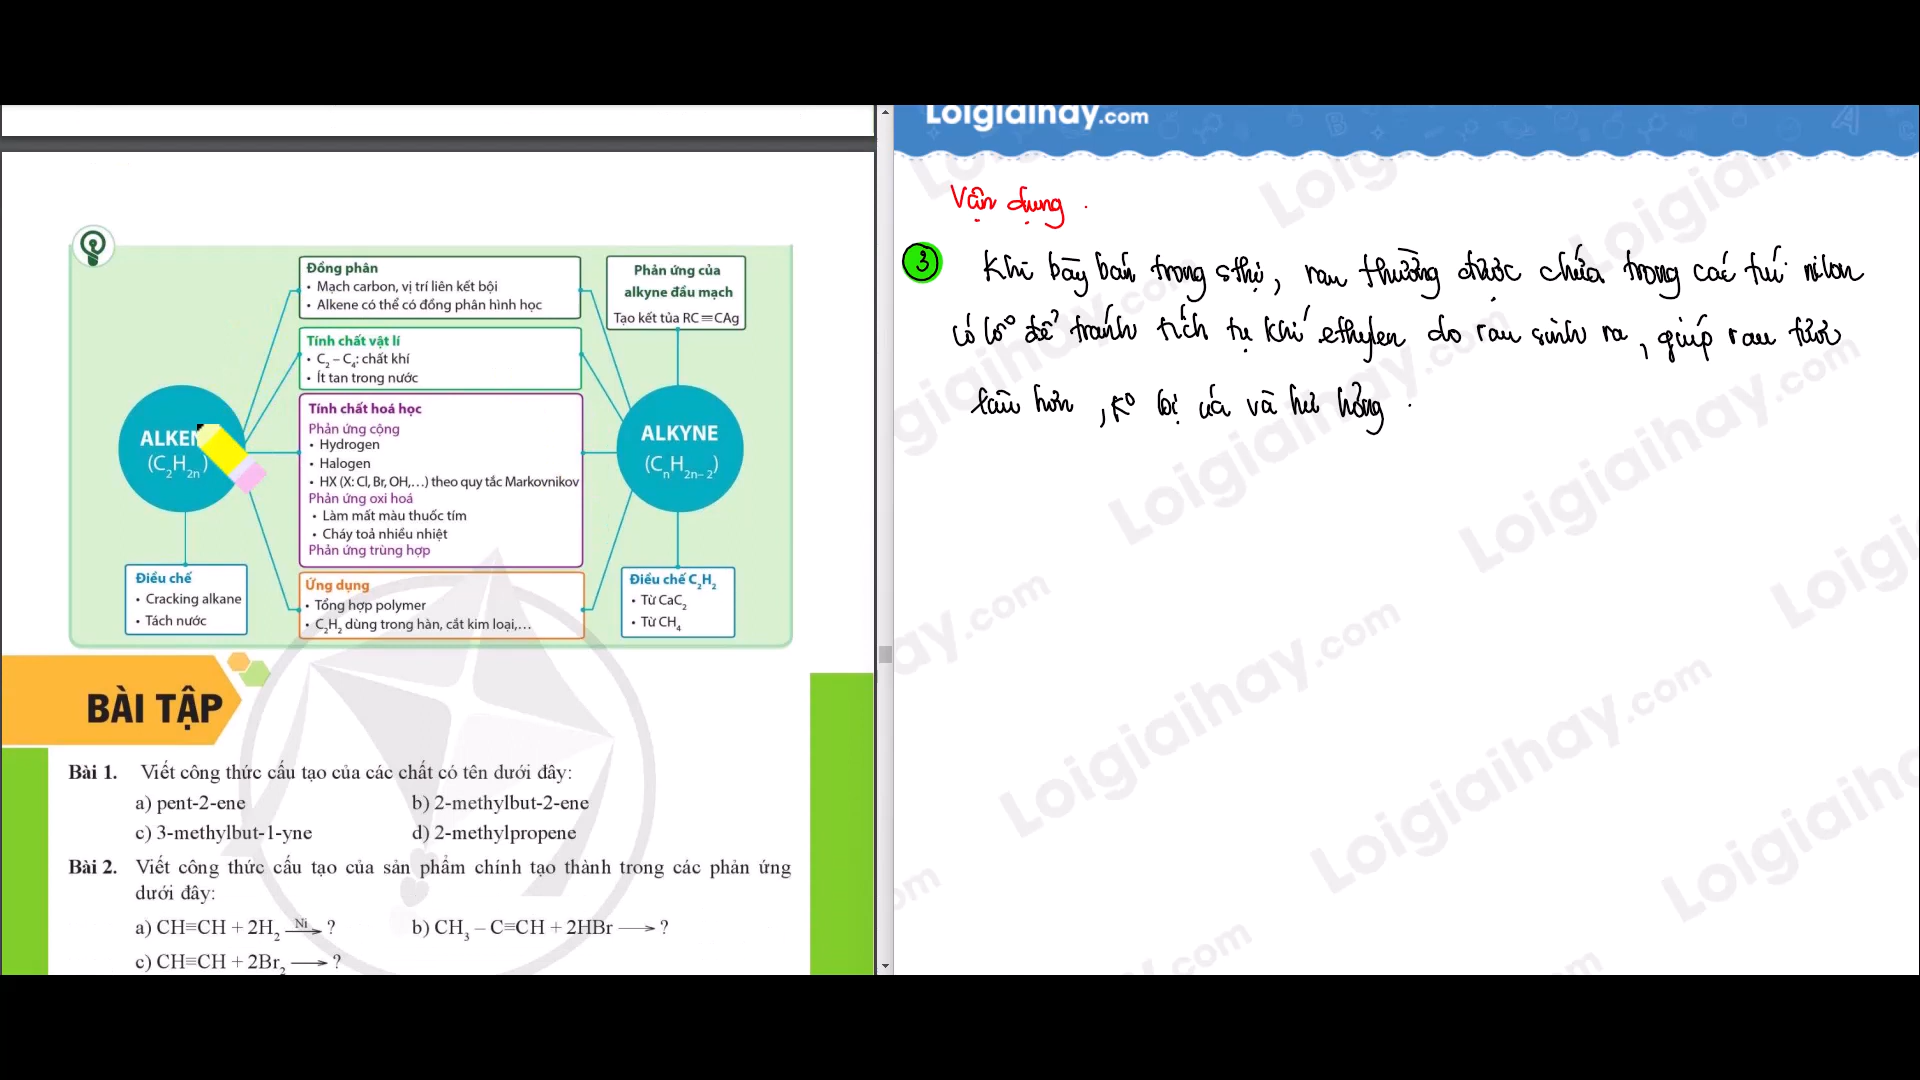 Đồng phân
• Mạch carbon, vị trí liên kết bội
• Alkene có thể có đồng phân hình học
Phản ứng của
alkyne đầu mạch
Tạo kết tủa RC≡CAg
Tính chất vật lí
• C2 – C4: chất khí
• Ít tan trong nước
Tính chất hoá học
Phản ứng cộng
• Hydrogen
• Halogen
• HX (X: Cl, Br, OH,...) theo quy tắc Markovnikov
Phản ứng oxi hoá
• Làm mất màu thuốc tím
• Cháy toả nhiều nhiệt
Phản ứng trùng hợp
ALKEN
(C2H2n)
ALKYNE
(CnH2n–2)
Điều chế
• Cracking alkane
• Tách nước
Ứng dụng
• Tổng hợp polymer
• C2H2 dùng trong hàn, cắt kim loại,...
Điều chế C2H2
• Từ CaC2
• Từ CH4
BÀI TẬP
Bài 1. Viết công thức cấu tạo của các chất có tên dưới đây:
a) pent-2-ene b) 2-methylbut-2-ene
c) 3-methylbut-1-yne d) 2-methylpropene
Bài 2. Viết công thức cấu tạo của sản phẩm chính tạo thành trong các phản ứng
dưới đây:
a) CH≡CH + 2H2 —Ni→ ? b) CH3 – C≡CH + 2HBr ⟶ ?
c) CH≡CH + 2Br2 ⟶ ?
Loigiaihay.com
Vận dụng.
3 Khi bày bán trong sthị, rau thường được chứa trong các túi nilon
có lỗ để tránh tích tụ khí ethylen do rau sinh ra, giúp rau tươi
lâu hơn, ko bị úa và hư hỏng.
Loigiaihay.com